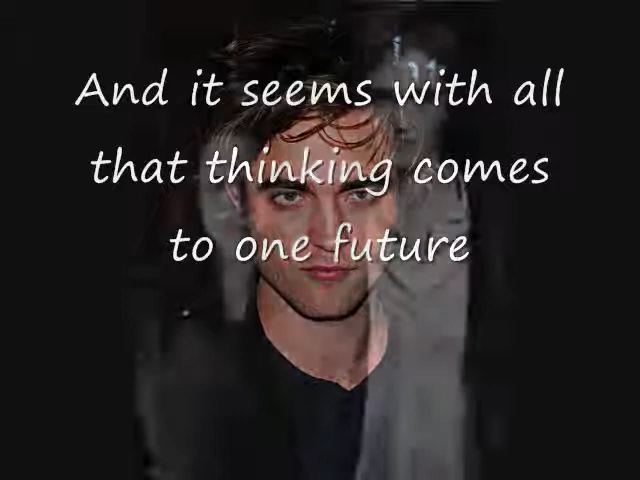 And it seems with all
that thinking comes
to one future